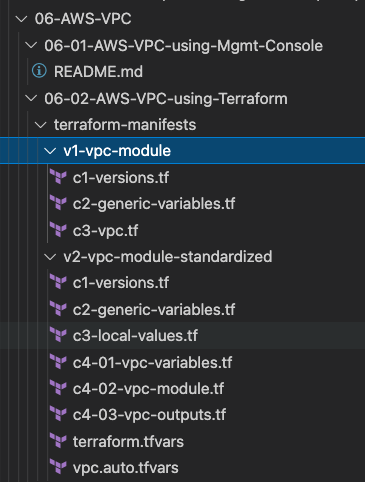 06-AWS-VPC
06-01-AWS-VPC-using-Mgmt-Console
README.md
06-02-AWS-VPC-using-Terraform
terraform-manifests
v1-vpc-module
c1-versions.tf
c2-generic-variables.tf
c3-vpc.tf
v2-vpc-module-standardized
c1-versions.tf
c2-generic-variables.tf
c3-local-values.tf
c4-01-vpc-variables.tf
c4-02-vpc-module.tf
c4-03-vpc-outputs.tf
terraform.tfvars
vpc.auto.tfvars